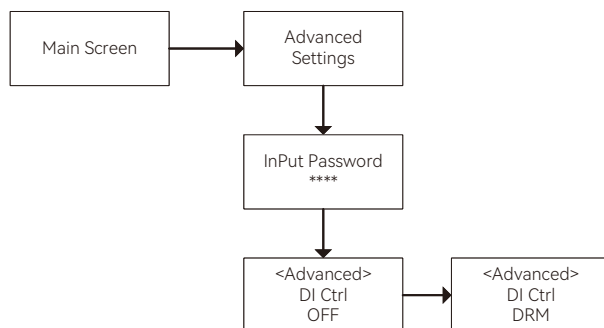 Main Screen
Advanced
Settings
InPut Password
****
<Advanced>
DI Ctrl
OFF
<Advanced>
DI Ctrl
DRM